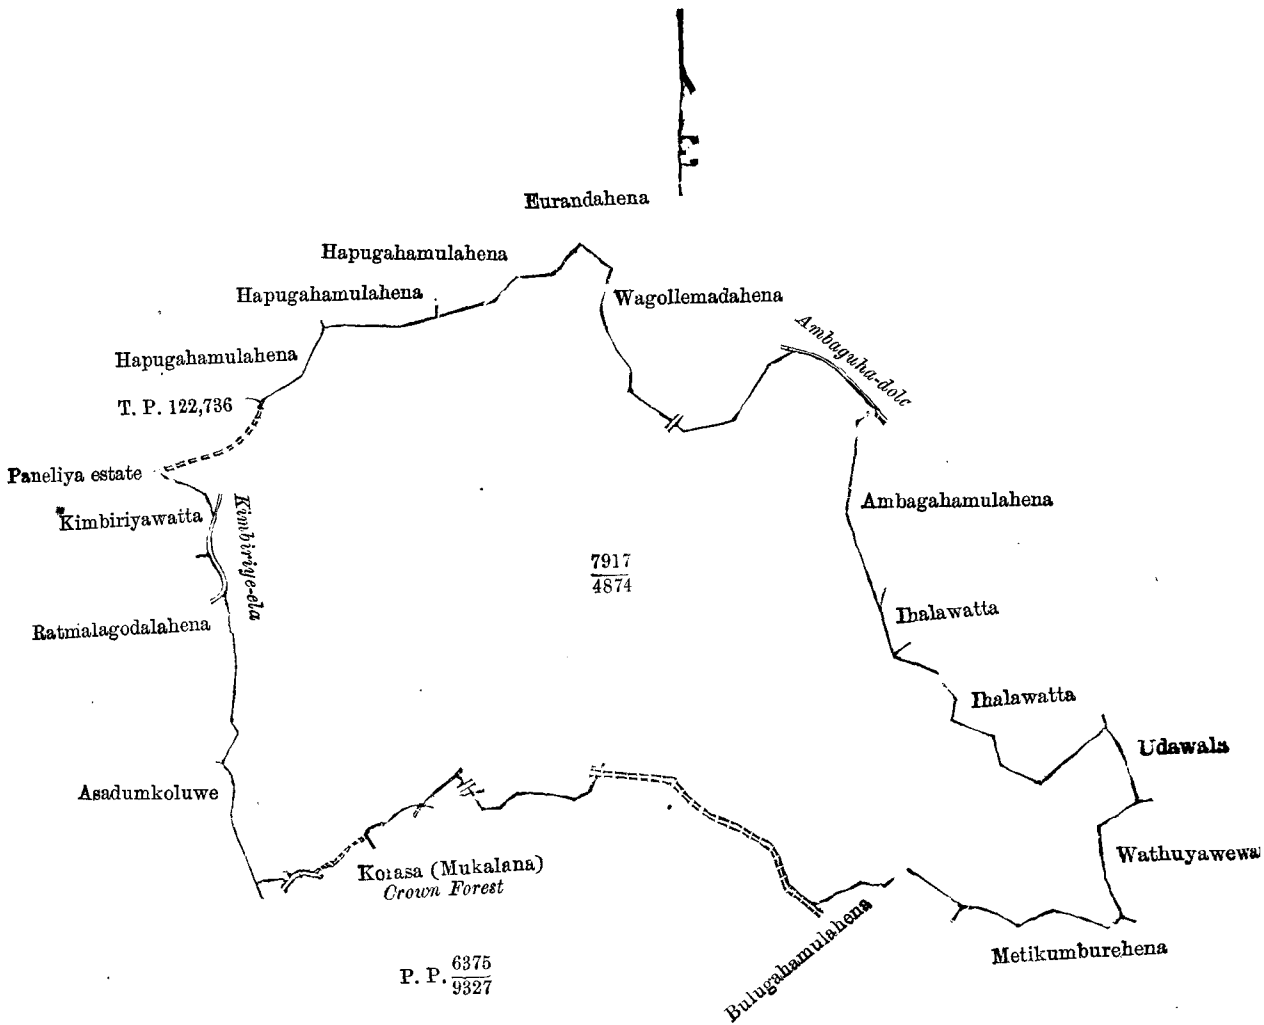 Eurandahena
Hapugahamulahena
Hapugahamulahena
Wagollemadahena
Ambaguha-dole
Hapugahamulahena
T. P. 122,736
Paneliya estate
Kimbiriyawatta
Kimbiriye-ela
Ambagahamulahena
7917
4874
Ihalawatta
Ratmalagodalahena
Ihalawatta
Udawala
Asadumkoluwe
Wathuyawewa
Korasa (Mukalana)
Crown Forest
Bulugahamulahena
Metikumburehena
P. P. 6375
9327